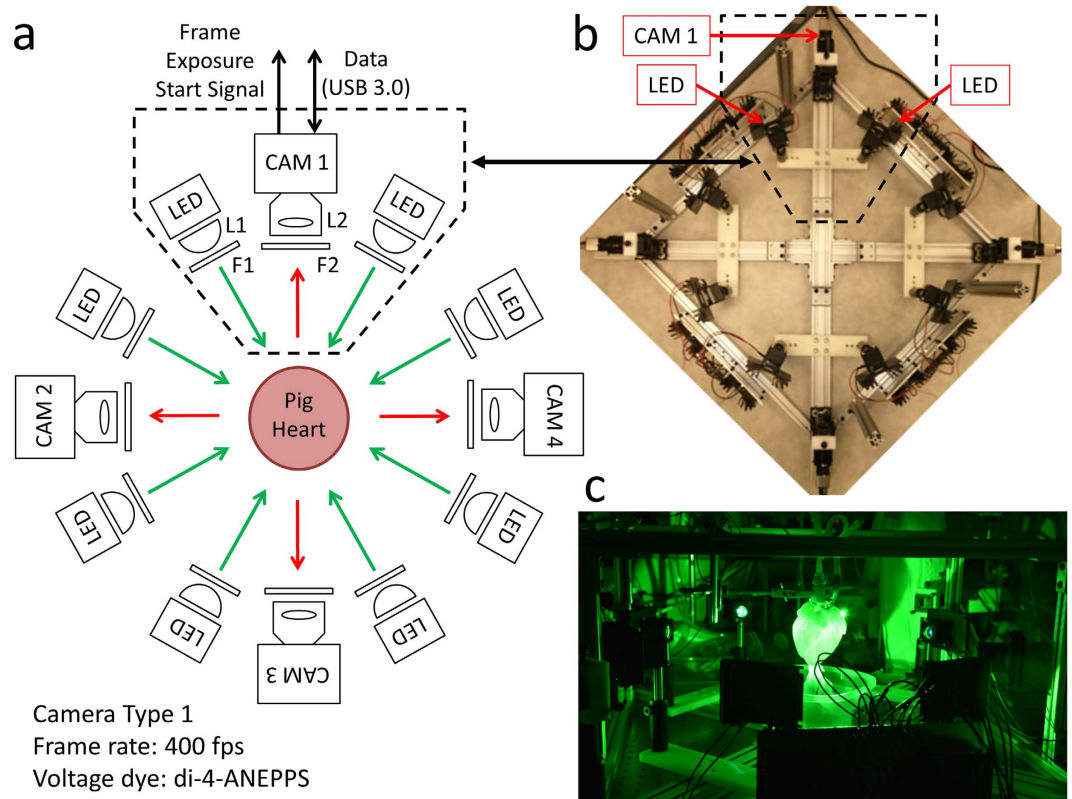 a
Frame
Exposure
Start Signal
Data
(USB 3.0)
CAM 1
LED
LED
L1
L2
F1
F2
LED
LED
CAM 2
Pig
Heart
CAM 4
LED
LED
LED
LED
CAM 3
Camera Type 1
Frame rate: 400 fps
Voltage dye: di-4-ANEPPS
b
CAM 1
LED
LED
c